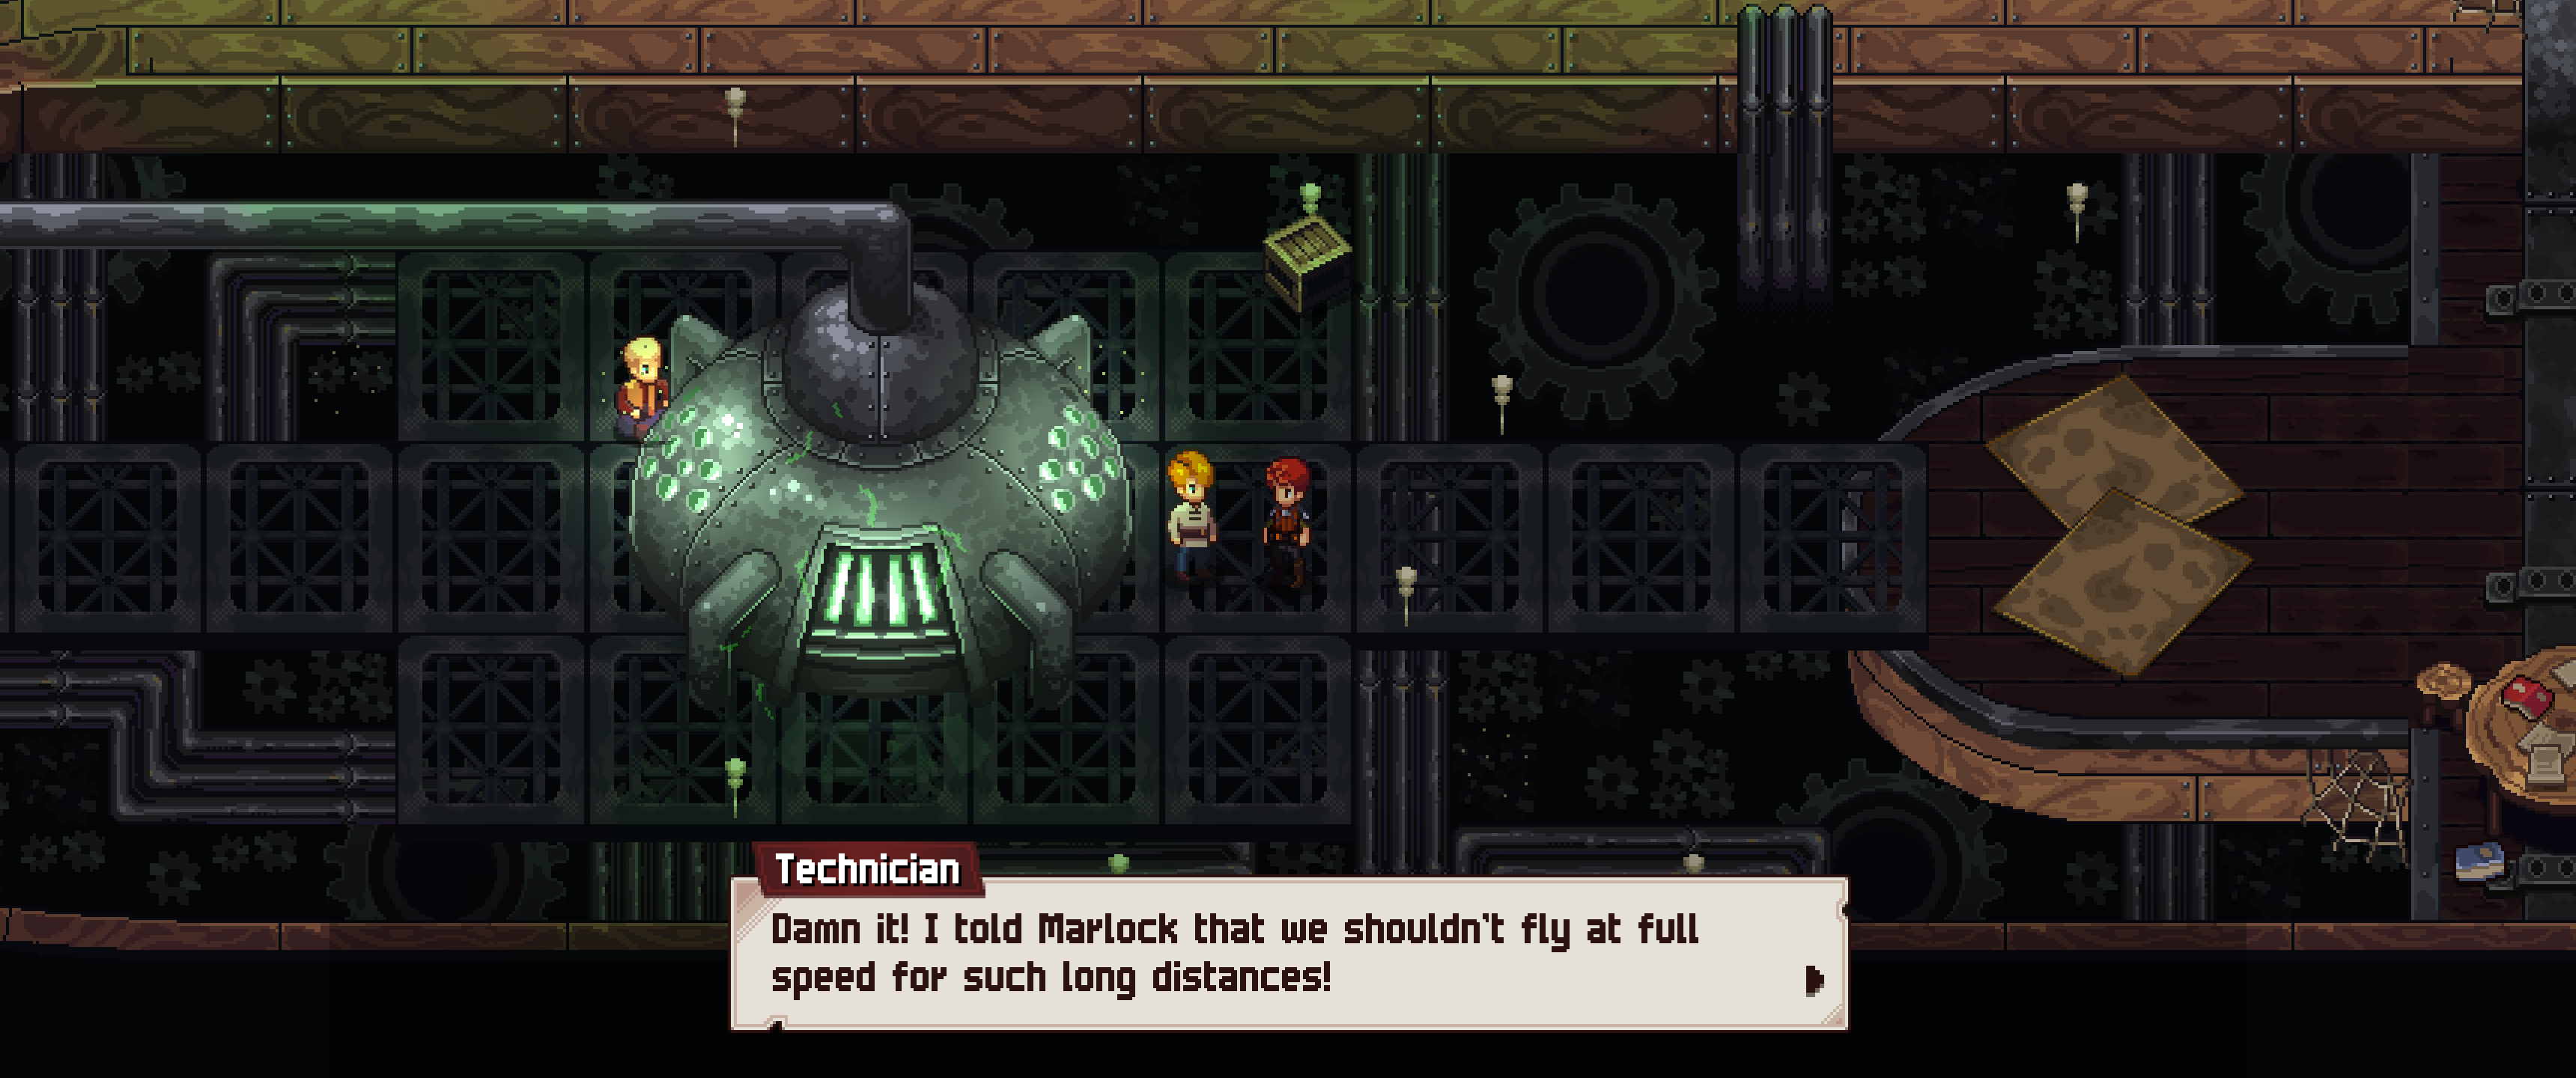 Technician
Damn it! I told Marlock that we shouldn't fly at full
speed for such long distances!